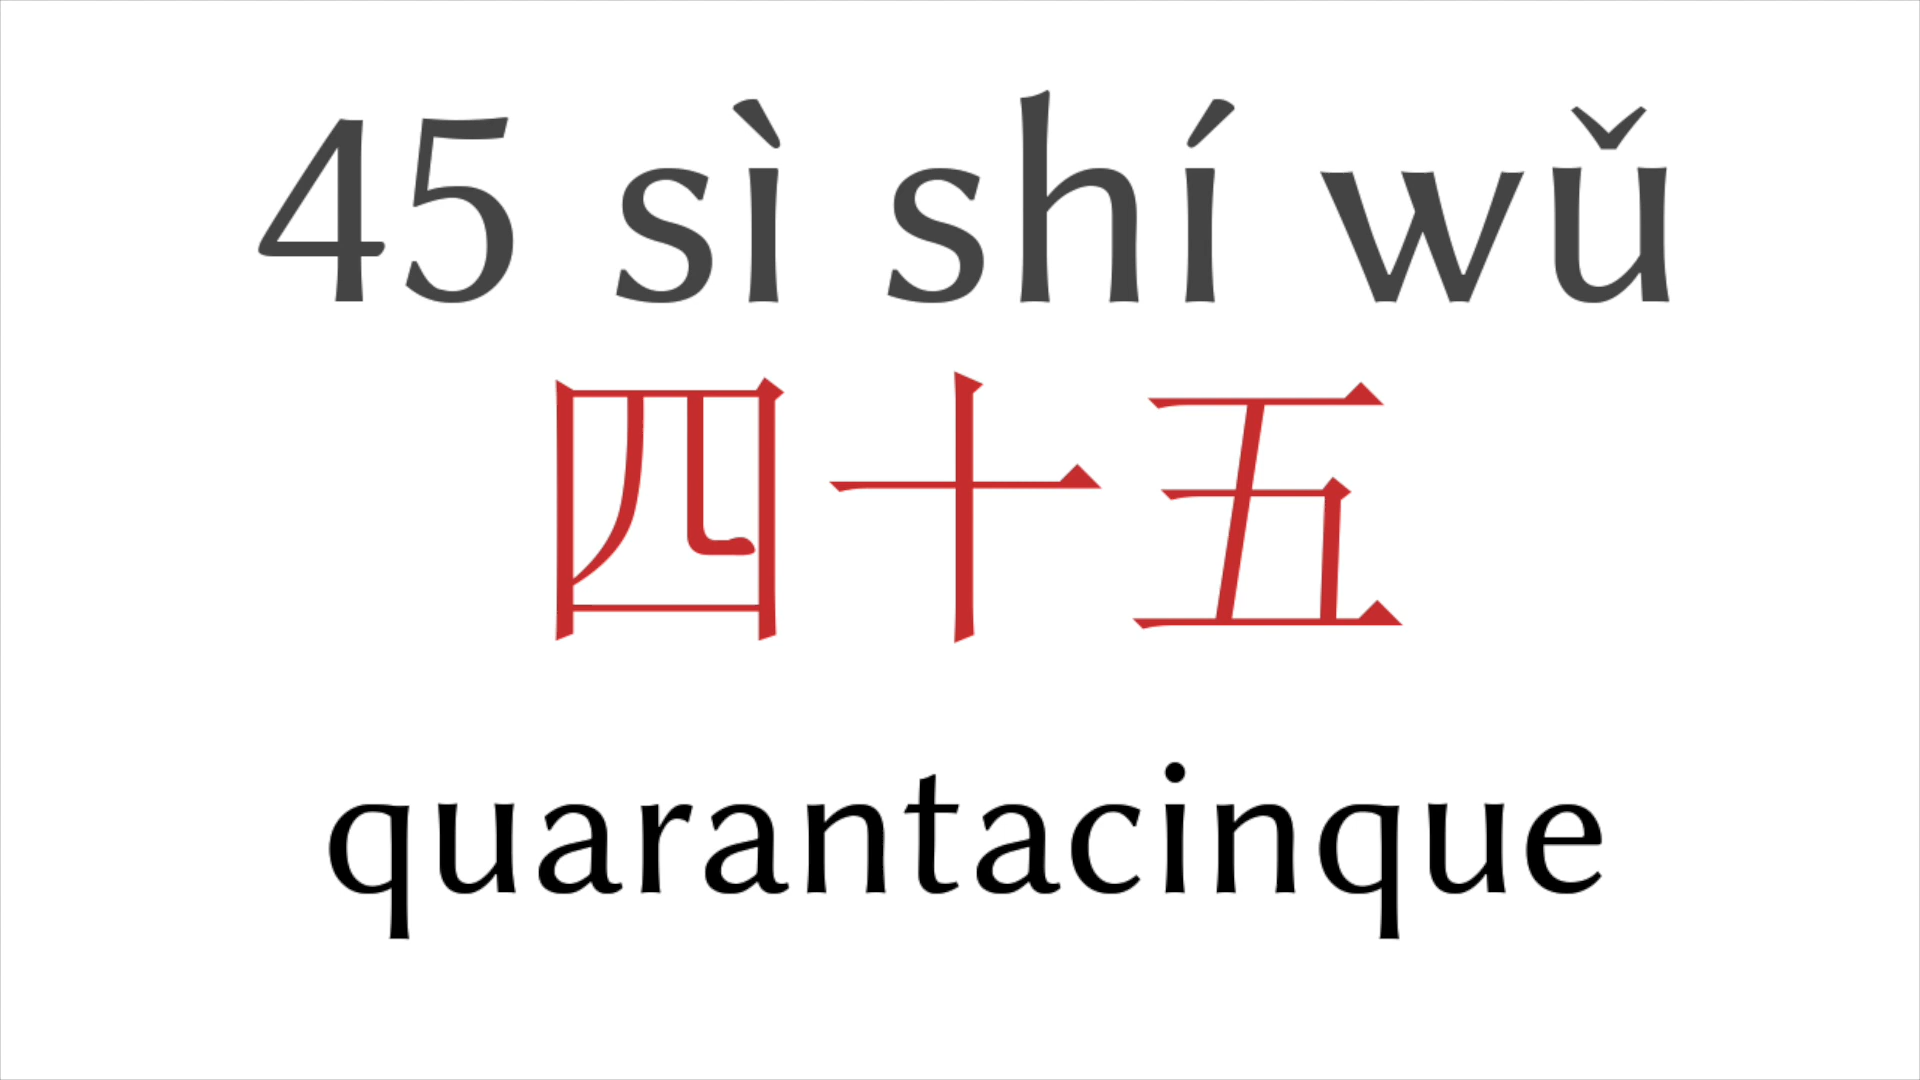 45 sì shí wǔ
四十五
quarantacinque